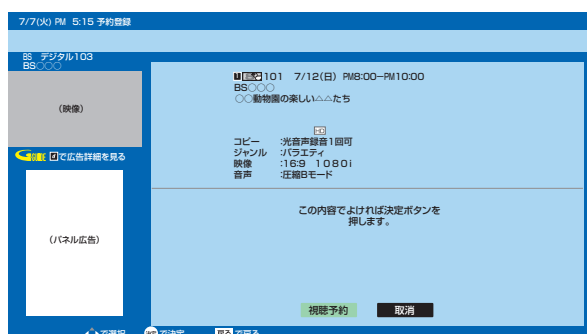 7/7(火) PM 5:15 予約登録
BS デジタル103
BS○○○
(映像)
dで広告詳細を見る
(パネル広告)
101 7/12(日) PM8:00-PM10:00
BS○○○
○○動物園の楽しい△△たち
HD
コピー :光音声録音1回可
ジャンル :バラエティ
映像 :16:9 1080i
音声 :圧縮Bモード
この内容でよければ決定ボタンを
押します。
視聴予約 取消
で選択 決定で決定 戻るで戻る